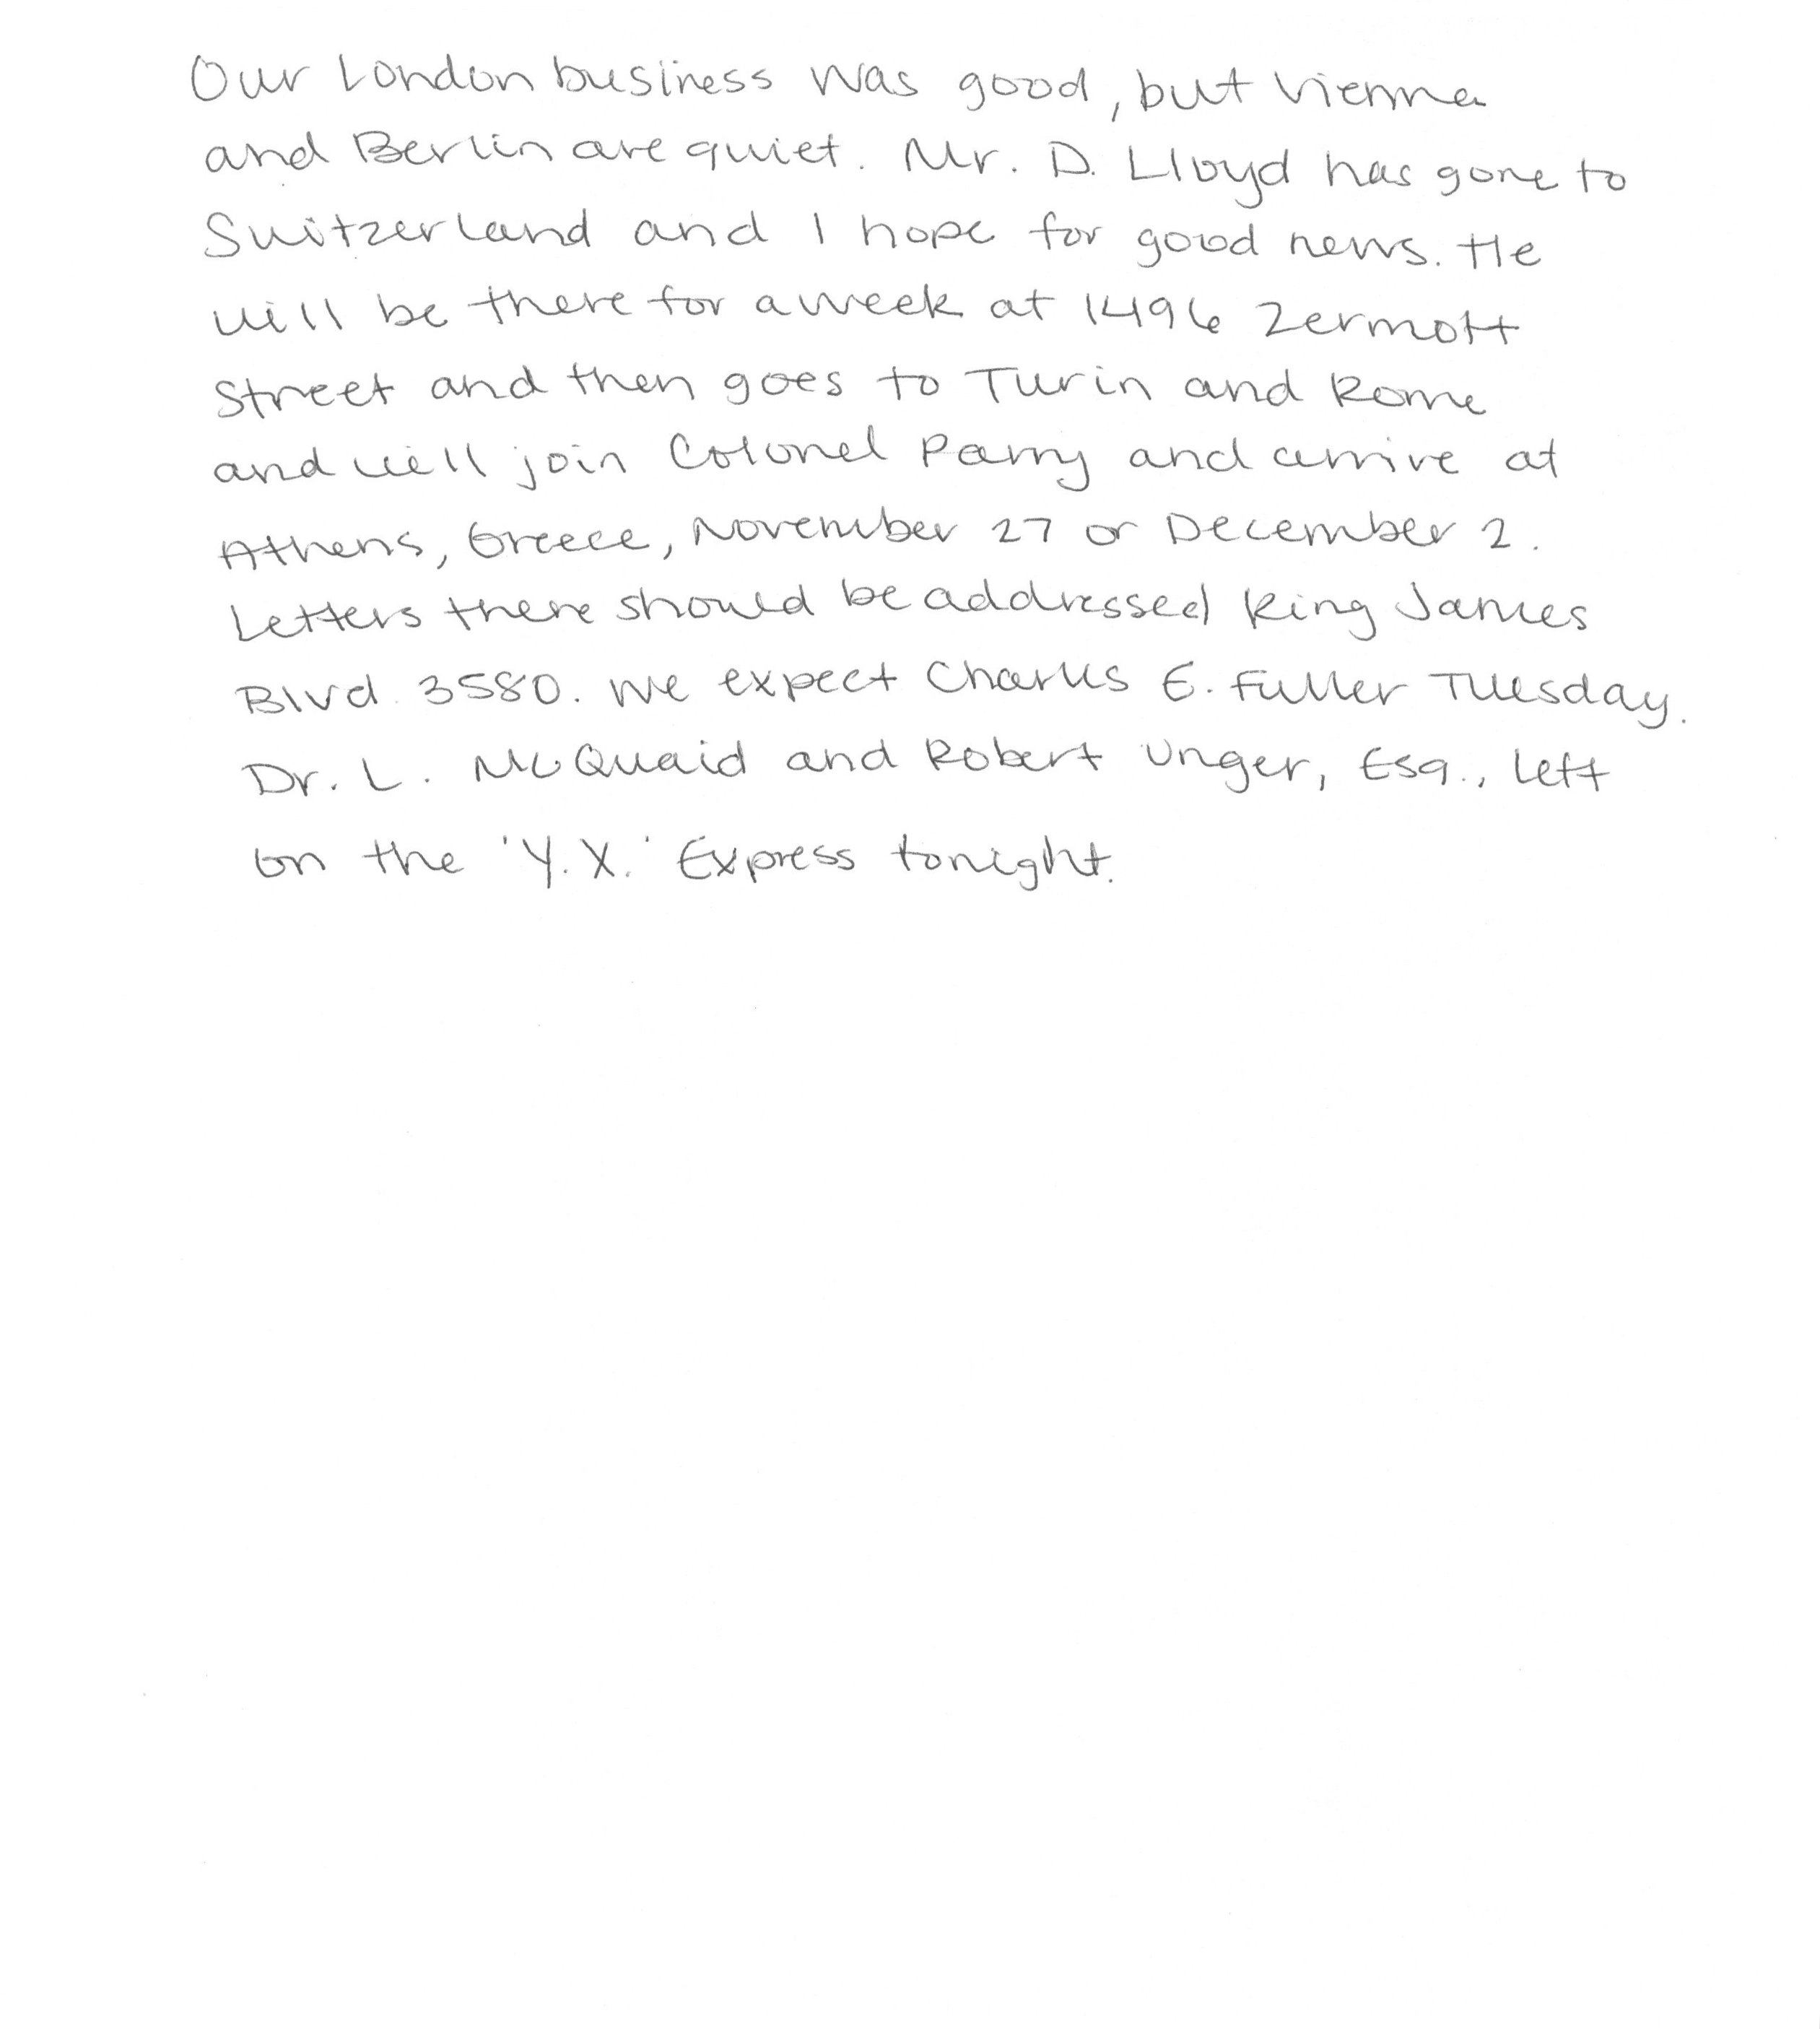 Our London business was good, but Vienna
and Berlin are quiet. Mr. D. Lloyd has gone to
Switzerland and I hope for good news. He
will be there for a week at 1496 Zermott
Street and then goes to Turin and Rome
and will join Colonel Parry and arrive at
Athens, Greece, November 27 or December 2.
Letters there should be addressed King James
Blvd. 3580. We expect Charles E. Fuller Tuesday.
Dr. L. McQuaid and Robert Unger, Esq., left
on the 'Y.X.' Express tonight.